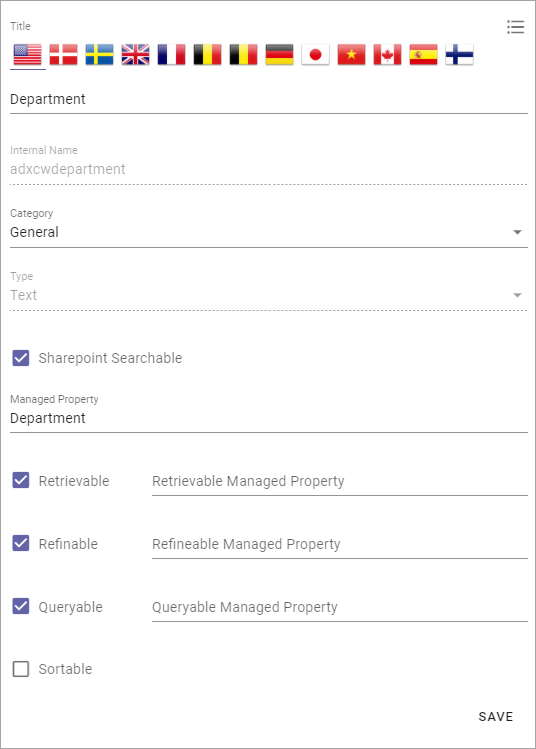 Title
Department
Internal Name
adxcwdepartment
Category
General
Type
Text
Sharepoint Searchable
Managed Property
Department
Retrievable Retrievable Managed Property
Refinable Refineable Managed Property
Queryable Queryable Managed Property
Sortable
SAVE